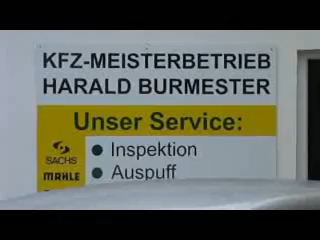 KFZ-MEISTERBETRIEB
HARALD BURMESTER
Unser Service:
SACHS
MAHLE
Inspektion
Auspuff